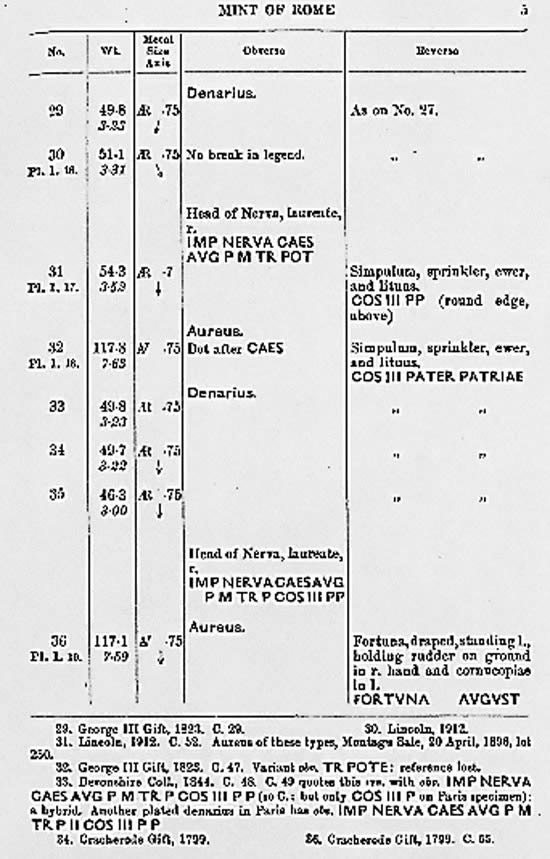 MINT OF ROME 5
No. Wt. Metal Size Axis Obverse Reverse
Denarius.
29 49·8 Æ ·75 As on No. 27.
3·23
30 51·1 Æ ·75 No break in legend. ,, ,,
Pl. 1. 16. 3·31
Head of Nerva, laureate,
r.
IMP NERVA CAES
AVG P M TR POT
31 54·3 Æ ·7 Simpulum, sprinkler, ewer,
Pl. 1. 17. and lituus.
COS III PP (round edge,
above)
Aureus.
32 117·8 ·75 Dot after CAES Simpulum, sprinkler, ewer,
Pl. 1. 18. 7·63 and lituus.
COS III PATER PATRIAE
Denarius.
33 49·8 ·75 ,, ,,
3·23
34 49·7 Æ ·75 ,, ,,
3·22
35 46·3 Æ ·75 ,, ,,
3·00
Head of Nerva, laureate,
r.
IMP NERVA CAES AVG
P M TR P COS III PP
Aureus.
36 117·1 ·75 Fortuna, draped, standing l.,
Pl. 1. 7·59 holding rudder on ground
in r. hand and cornucopiae
in l.
FORTVNA AVGVST
29. George III Gift, 1823. C. 29. 30. Lincoln, 1912.
31. Lincoln, 1912. C. 52. Aureus of these types, Montagu Sale, 20 April, 1896, lot
250.
32. George III Gift, 1823. C. 47. Variant obv. TR POTE: reference lost.
33. Devonshire Coll., 1844. C. 48. C. 49 quotes this rev. with obv. IMP NERVA
CAES AVG P M TR P COS III P P (so C.: but only COS III P on Paris specimen):
a hybrid. Another plated denarius in Paris has obv. IMP NERVA CAES AVG P M
TR P II COS III P P
34. Cracherode Gift, 1799. 36. Cracherode Gift, 1799. C. 65.